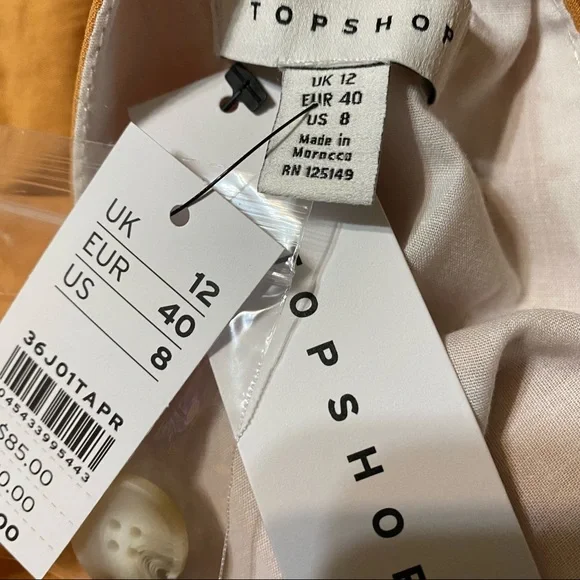 TOPSHOP
UK 12
EUR 40
US 8
Made in
Morocco
RN 125149
UK 12
EUR 40
US 8
36J01TAPR
$85.00
TOPSHO